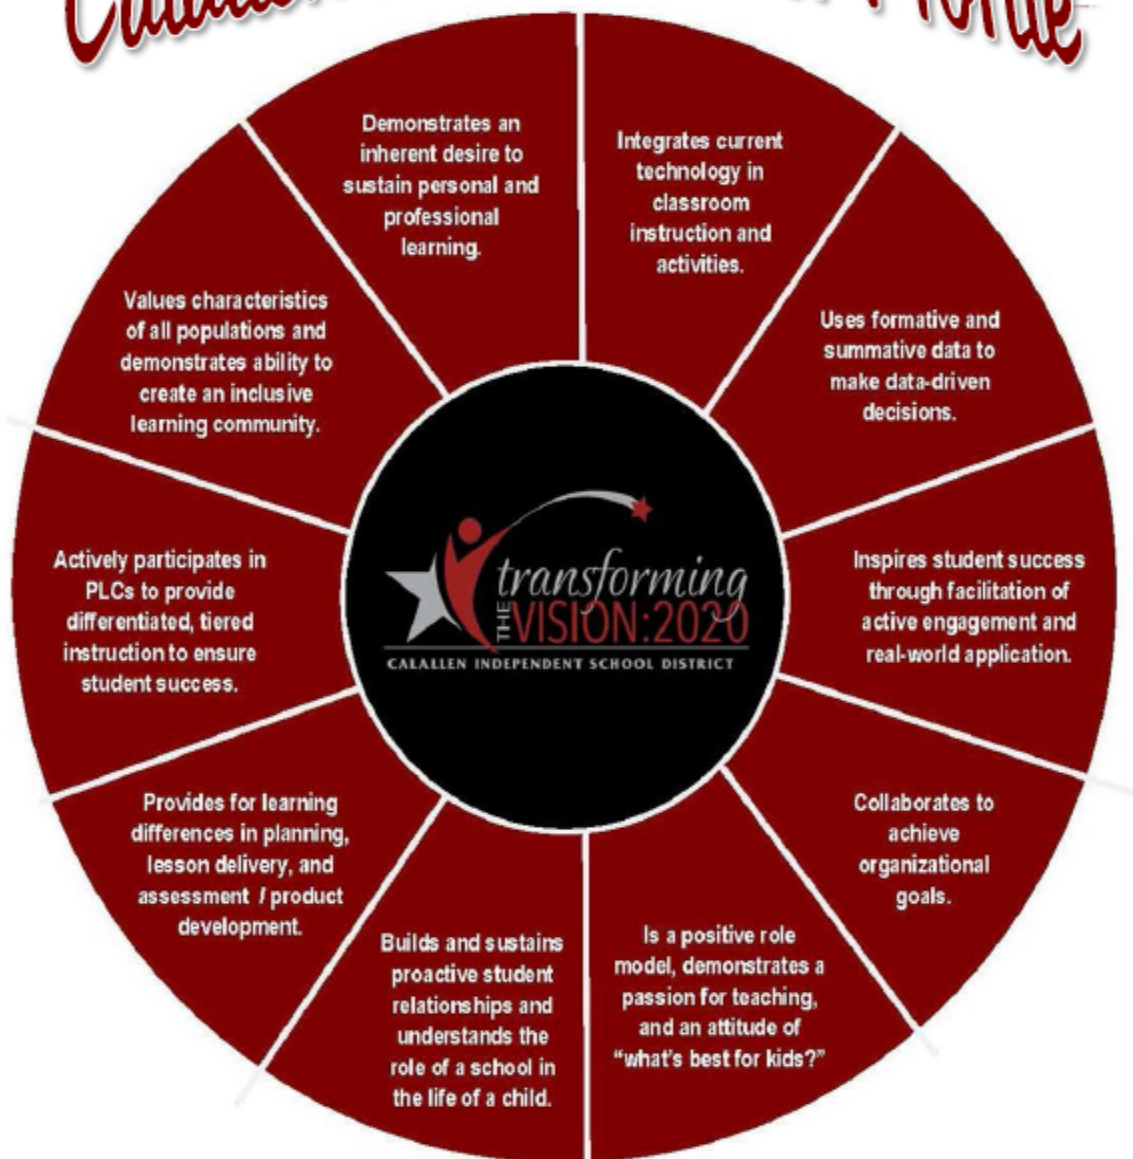 Profile
Demonstrates an
inherent desire to
sustain personal and
professional
learning.
Integrates current
technology in
classroom
instruction and
activities.
Uses formative and
summative data to
make data-driven
decisions.
Inspires student success
through facilitation of
active engagement and
real-world application.
Collaborates to
achieve
organizational
goals.
Is a positive role
model, demonstrates a
passion for teaching,
and an attitude of
“what's best for kids?”
Builds and sustains
proactive student
relationships and
understands the
role of a school in
the life of a child.
Provides for learning
differences in planning,
lesson delivery, and
assessment / product
development.
Actively participates in
PLCs to provide
differentiated, tiered
instruction to ensure
student success.
Values characteristics
of all populations and
demonstrates ability to
create an inclusive
learning community.
transforming
THE VISION:2020
CALALLEN INDEPENDENT SCHOOL DISTRICT